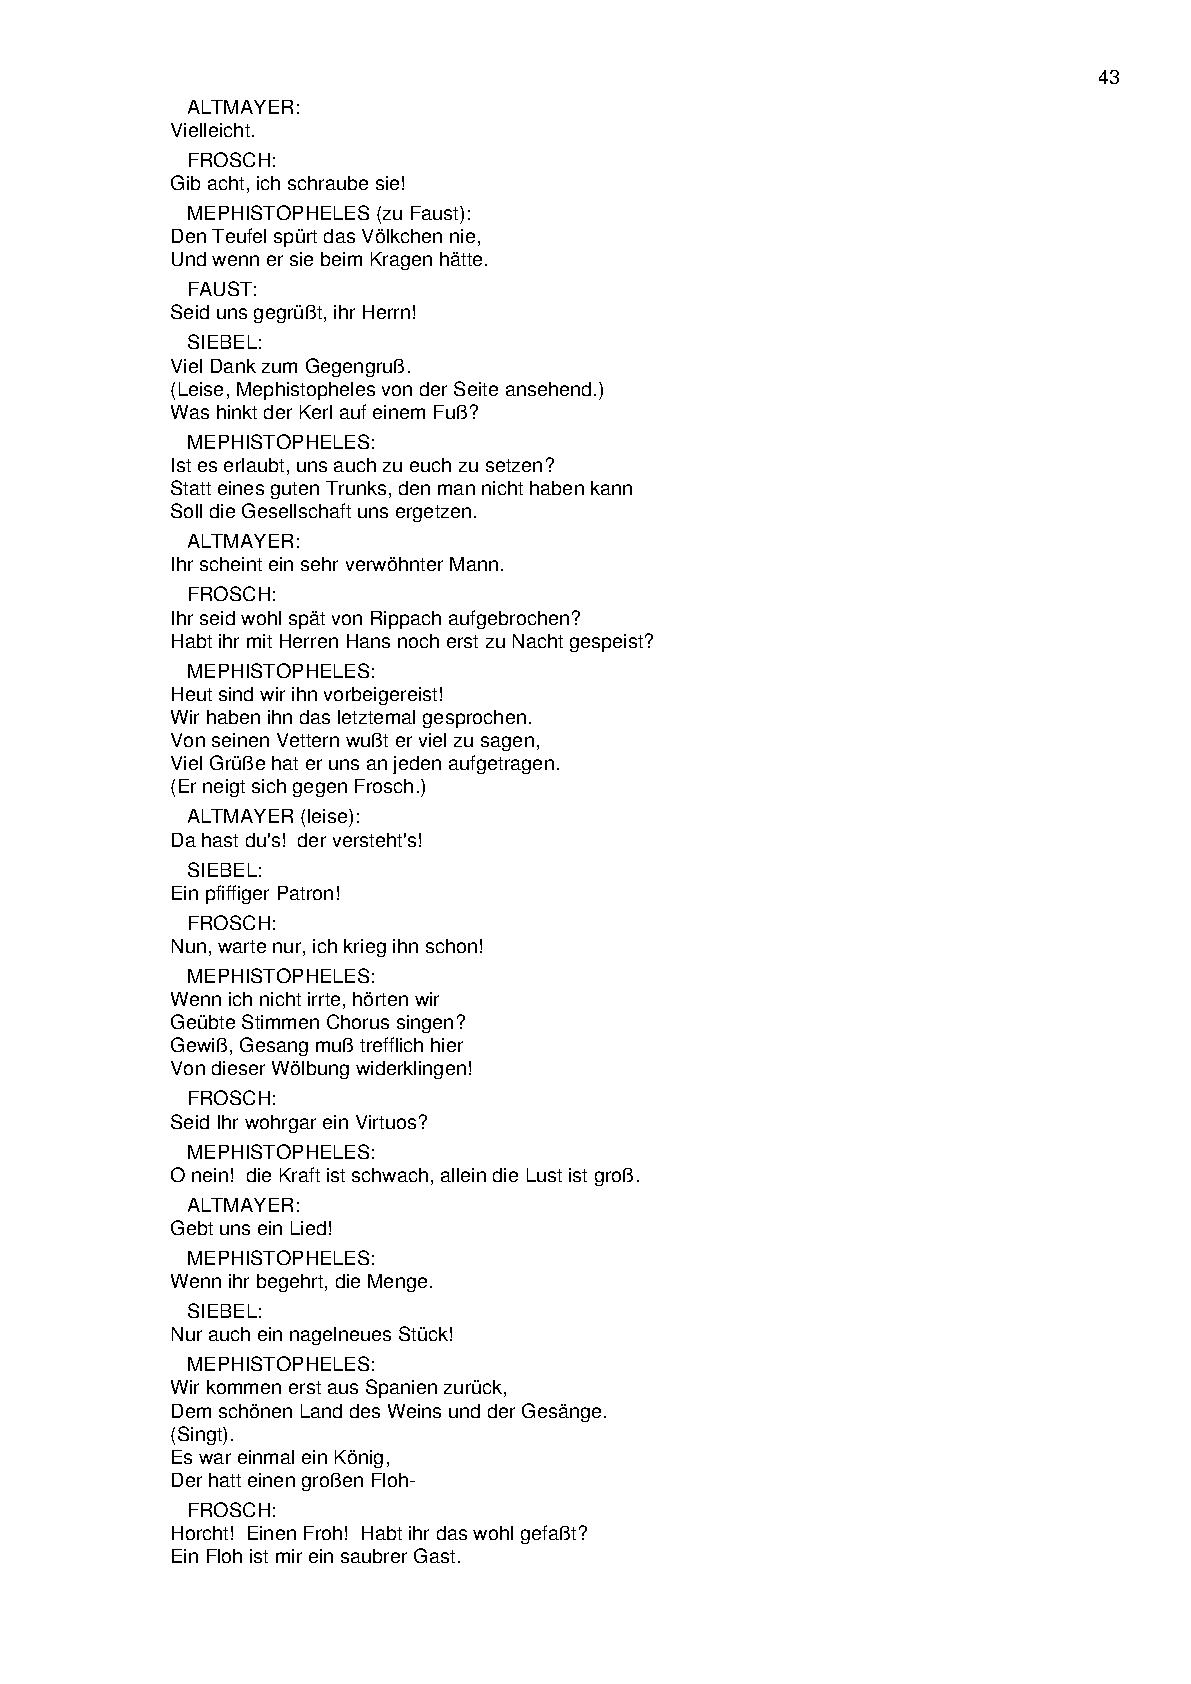 43
ALTMAYER:
Vielleicht.
FROSCH:
Gib acht, ich schraube sie!
MEPHISTOPHELES (zu Faust):
Den Teufel spürt das Völkchen nie,
Und wenn er sie beim Kragen hätte.
FAUST:
Seid uns gegrüßt, ihr Herrn!
SIEBEL:
Viel Dank zum Gegengruß.
(Leise, Mephistopheles von der Seite ansehend.)
Was hinkt der Kerl auf einem Fuß?
MEPHISTOPHELES:
Ist es erlaubt, uns auch zu euch zu setzen?
Statt eines guten Trunks, den man nicht haben kann
Soll die Gesellschaft uns ergetzen.
ALTMAYER:
Ihr scheint ein sehr verwöhnter Mann.
FROSCH:
Ihr seid wohl spät von Rippach aufgebrochen?
Habt ihr mit Herren Hans noch erst zu Nacht gespeist?
MEPHISTOPHELES:
Heut sind wir ihn vorbeigereist!
Wir haben ihn das letztemal gesprochen.
Von seinen Vettern wußt er viel zu sagen,
Viel Grüße hat er uns an jeden aufgetragen.
(Er neigt sich gegen Frosch.)
ALTMAYER (leise):
Da hast du's!  der versteht's!
SIEBEL:
Ein pfiffiger Patron!
FROSCH:
Nun, warte nur, ich krieg ihn schon!
MEPHISTOPHELES:
Wenn ich nicht irrte, hörten wir
Geübte Stimmen Chorus singen?
Gewiß, Gesang muß trefflich hier
Von dieser Wölbung widerklingen!
FROSCH:
Seid Ihr wohrgar ein Virtuos?
MEPHISTOPHELES:
O nein!  die Kraft ist schwach, allein die Lust ist groß.
ALTMAYER:
Gebt uns ein Lied!
MEPHISTOPHELES:
Wenn ihr begehrt, die Menge.
SIEBEL:
Nur auch ein nagelneues Stück!
MEPHISTOPHELES:
Wir kommen erst aus Spanien zurück,
Dem schönen Land des Weins und der Gesänge.
(Singt).
Es war einmal ein König,
Der hatt einen großen Floh-
FROSCH:
Horcht!  Einen Froh!  Habt ihr das wohl gefaßt?
Ein Floh ist mir ein saubrer Gast.